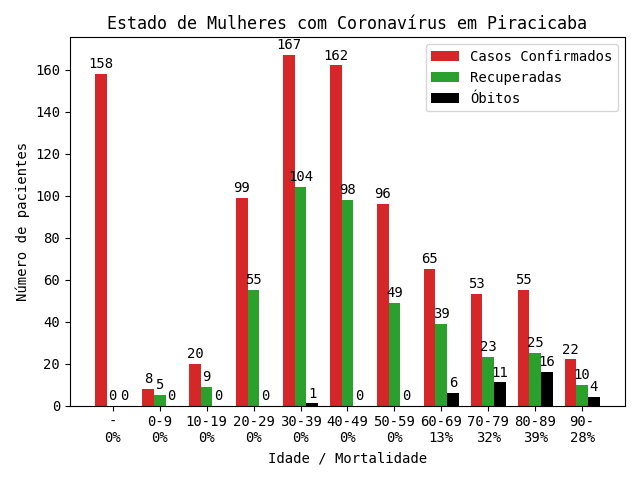 Estado de Mulheres com Coronavírus em Piracicaba
Casos Confirmados
Recuperadas
Óbitos
Número de pacientes
160
140
120
100
80
60
40
20
0
158 0 0
8 5 0
20 9 0
99 55 0
167 104 1
162 98 0
96 49 0
65 39 6
53 23 11
55 25 16
22 10 4
- 0-9 10-19 20-29 30-39 40-49 50-59 60-69 70-79 80-89 90-
0% 0% 0% 0% 0% 0% 0% 13% 32% 39% 28%
Idade / Mortalidade